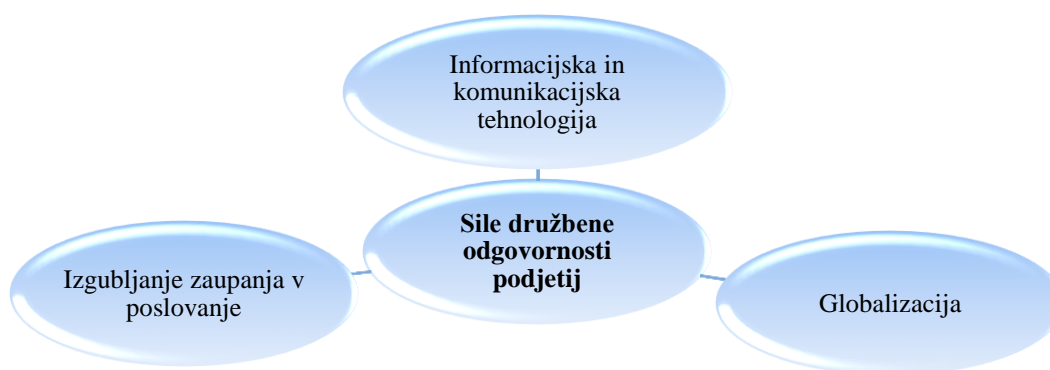 Informacijska in
komunikacijska
tehnologija
Sile družbene
odgovornosti
podjetij
Izgubljanje zaupanja v
poslovanje
Globalizacija